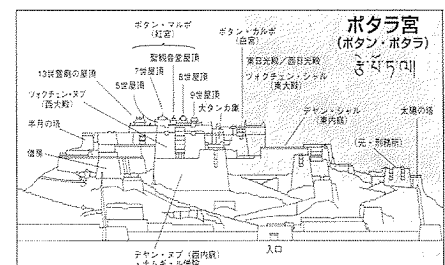 ポタラ宮
(ポタン・ポタラ)
ポタン・マルポ
(紅宮)
ポタン・カルポ
(白宮)
聖観音堂屋頂
東日光殿/西日光殿
13世霊廟の屋頂
7世屋頂
8世屋頂
ツォクチェン・シャル
(東大殿)
5世屋頂
9世屋頂
ツォクチェン・ヌブ
(西大殿)
大タンカ庫
デヤン・シャル
(東内庭)
太陽の塔
半月の塔
(元・刑務所)
僧房
入口
デヤン・ヌブ(西内庭)